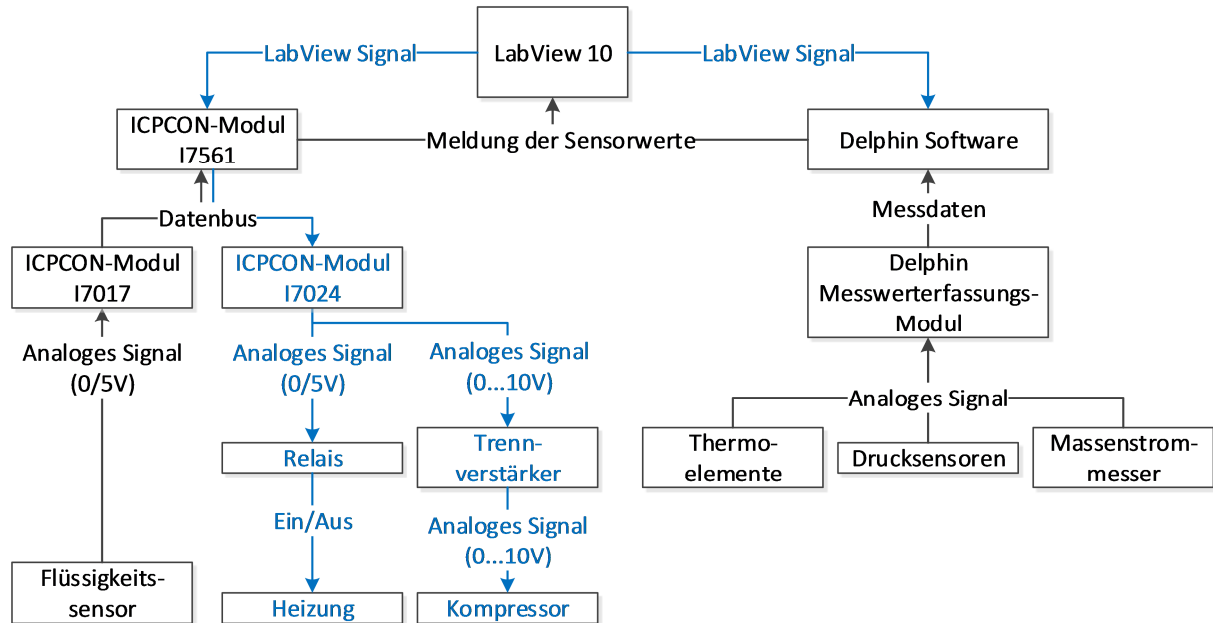 LabView 10
LabView Signal
LabView Signal
ICPCON-Modul
I7561
Meldung der Sensorwerte
Delphin Software
Datenbus
Messdaten
ICPCON-Modul
I7017
ICPCON-Modul
I7024
Delphin
Messwerterfassungs-
Modul
Analoges Signal
(0/5V)
Analoges Signal
(0/5V)
Analoges Signal
(0...10V)
Analoges Signal
Relais
Trenn-
verstärker
Thermo-
elemente
Drucksensoren
Massenstrom-
messer
Ein/Aus
Analoges Signal
(0...10V)
Flüssigkeits-
sensor
Heizung
Kompressor